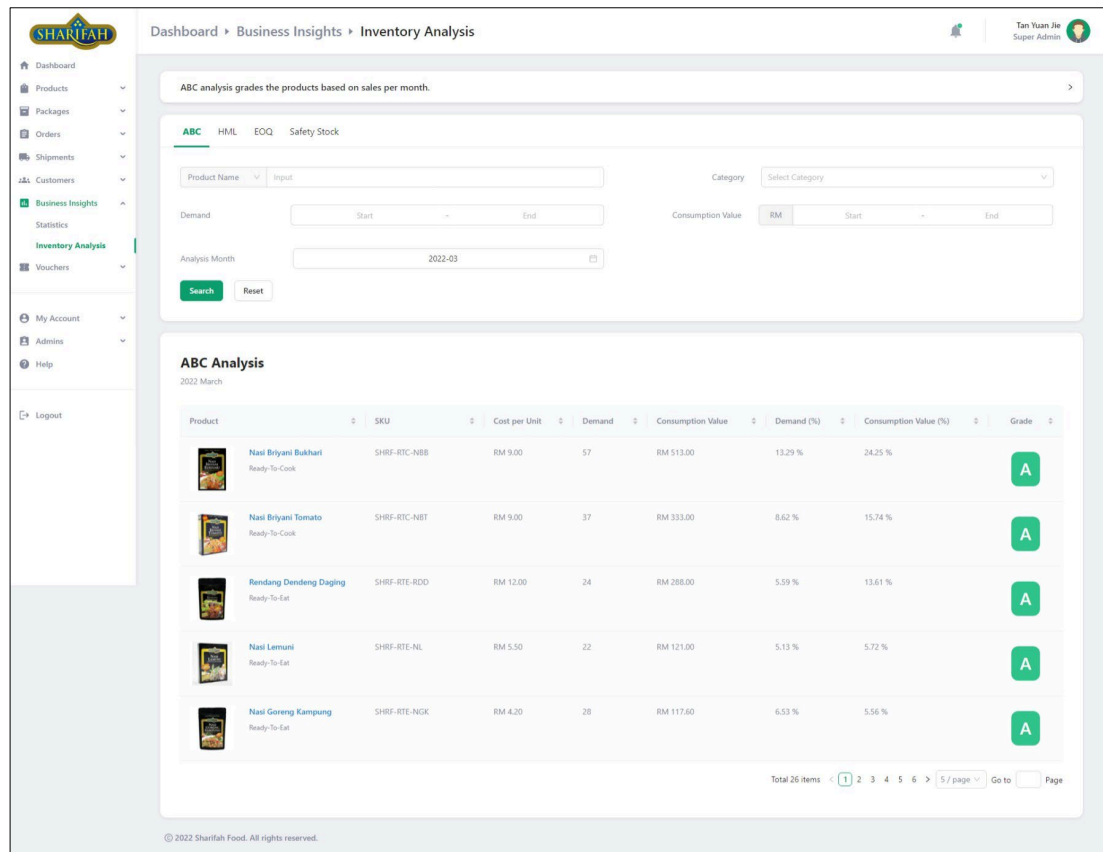 SHARIFAH
Dashboard ▸ Business Insights ▸ Inventory Analysis
Tan Yuan Jie
Super Admin
Dashboard
Products
Packages
Orders
Shipments
Customers
Business Insights
Statistics
Inventory Analysis
Vouchers
My Account
Admins
Help
Logout
ABC analysis grades the products based on sales per month.
ABC HML EOQ Safety Stock
Product Name Input Category Select Category
Demand Start - End Consumption Value RM Start - End
Analysis Month 2022-03
Search Reset
ABC Analysis
2022 March
Product SKU Cost per Unit Demand Consumption Value Demand (%) Consumption Value (%) Grade
Nasi Briyani Bukhari SHRF-RTC-NBB RM 9.00 57 RM 513.00 13.29 % 24.25 % A
Ready-To-Cook
Nasi Briyani Tomato SHRF-RTC-NBT RM 9.00 37 RM 333.00 8.62 % 15.74 % A
Ready-To-Cook
Rendang Dendeng Daging SHRF-RTE-RDD RM 12.00 24 RM 288.00 5.59 % 13.61 % A
Ready-To-Eat
Nasi Lemuni SHRF-RTE-NL RM 5.50 22 RM 121.00 5.13 % 5.72 % A
Ready-To-Eat
Nasi Goreng Kampung SHRF-RTE-NGK RM 4.20 28 RM 117.60 6.53 % 5.56 % A
Ready-To-Eat
Total 26 items < 1 2 3 4 5 6 > 5 / page Go to Page
© 2022 Sharifah Food. All rights reserved.